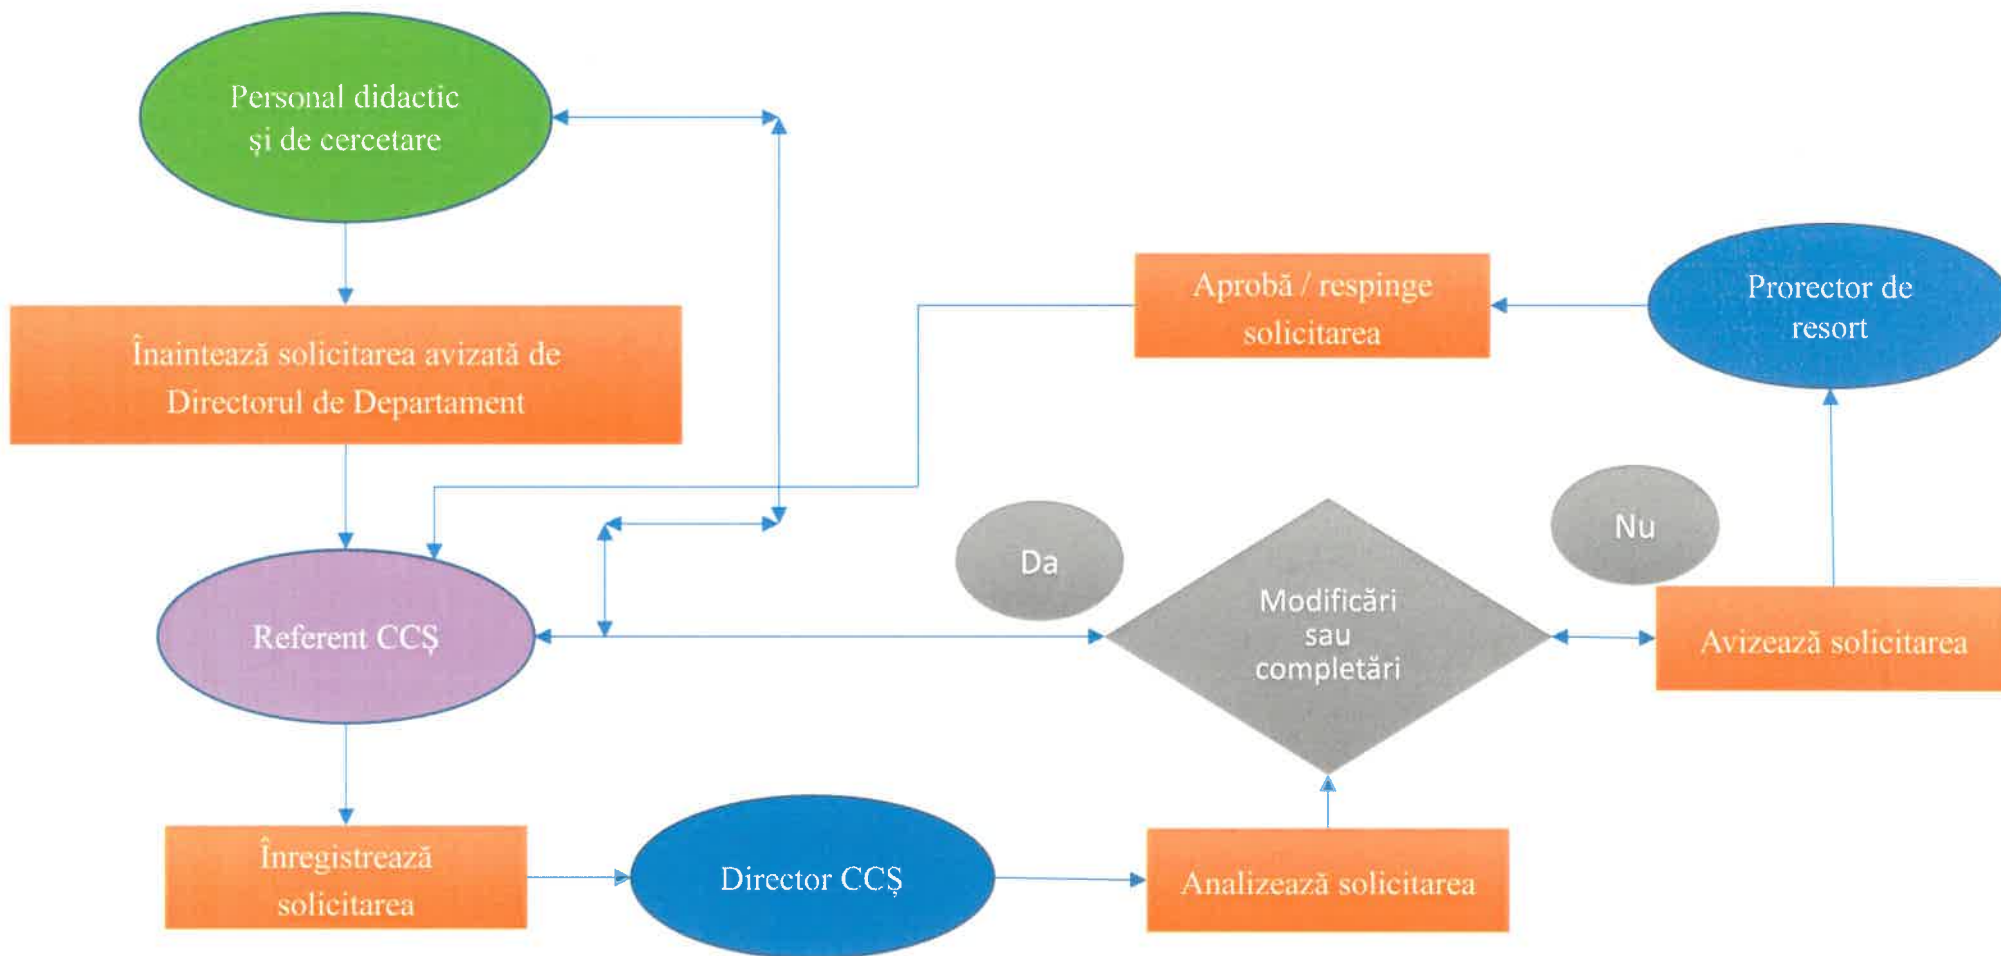 Personal didactic
și de cercetare
Înaintează solicitarea avizată de
Directorul de Departament
Referent CCȘ
Înregistrează
solicitarea
Director CCȘ
Analizează solicitarea
Da
Modificări
sau
completări
Nu
Avizează solicitarea
Prorector de
resort
Aprobă / respinge
solicitarea